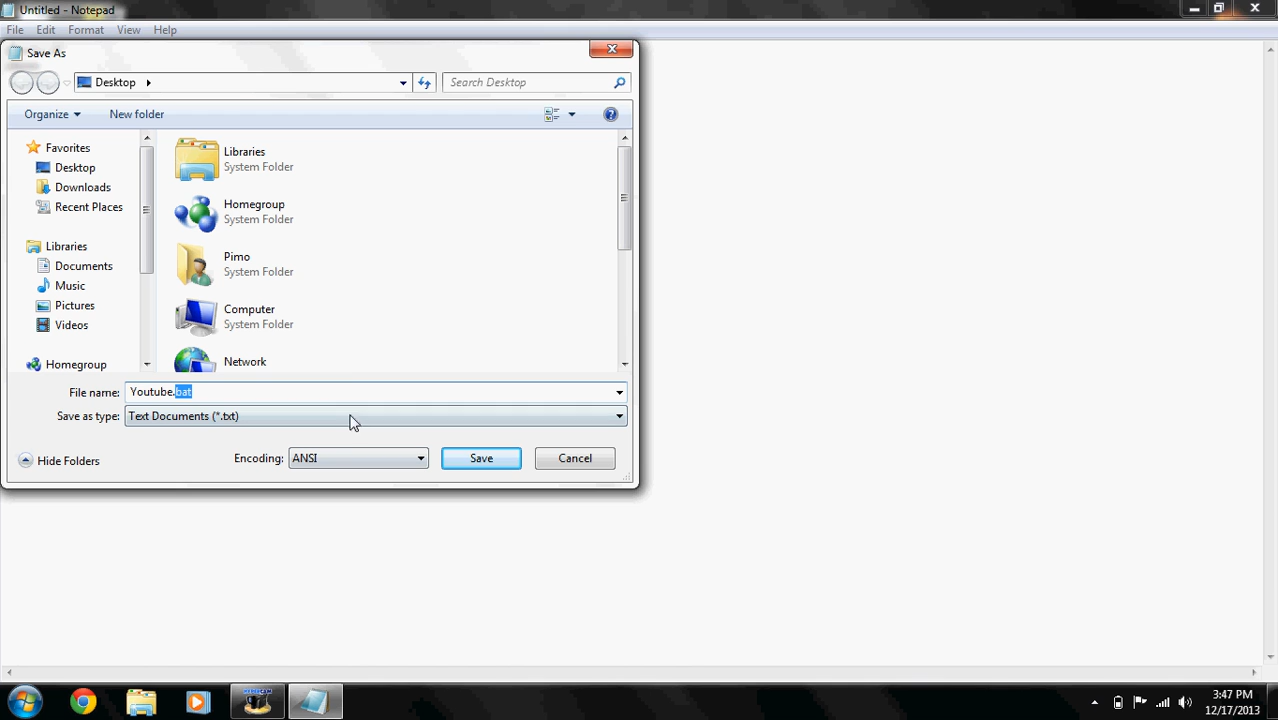 Untitled - Notepad
File Edit Format View Help
Save As
Desktop
Search Desktop
Organize New folder
Favorites
Desktop
Downloads
Recent Places
Libraries
Documents
Music
Pictures
Videos
Homegroup
Libraries
System Folder
Homegroup
System Folder
Pimo
System Folder
Computer
System Folder
Network
File name: Youtube.bat
Save as type: Text Documents (*.txt)
Hide Folders Encoding: ANSI Save Cancel
3:47 PM
12/17/2013